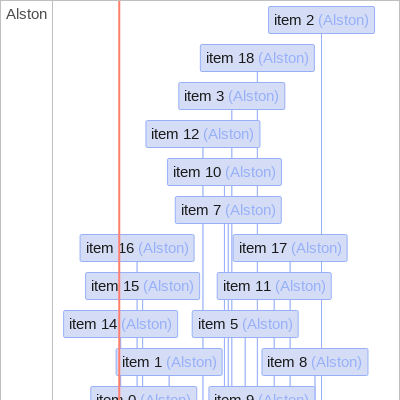 Alston
item 2 (Alston)
item 18 (Alston)
item 3 (Alston)
item 12 (Alston)
item 10 (Alston)
item 7 (Alston)
item 16 (Alston) item 17 (Alston)
item 15 (Alston) item 11 (Alston)
item 14 (Alston) item 5 (Alston)
item 1 (Alston) item 8 (Alston)
item 0 (Alston) item 9 (Alston)